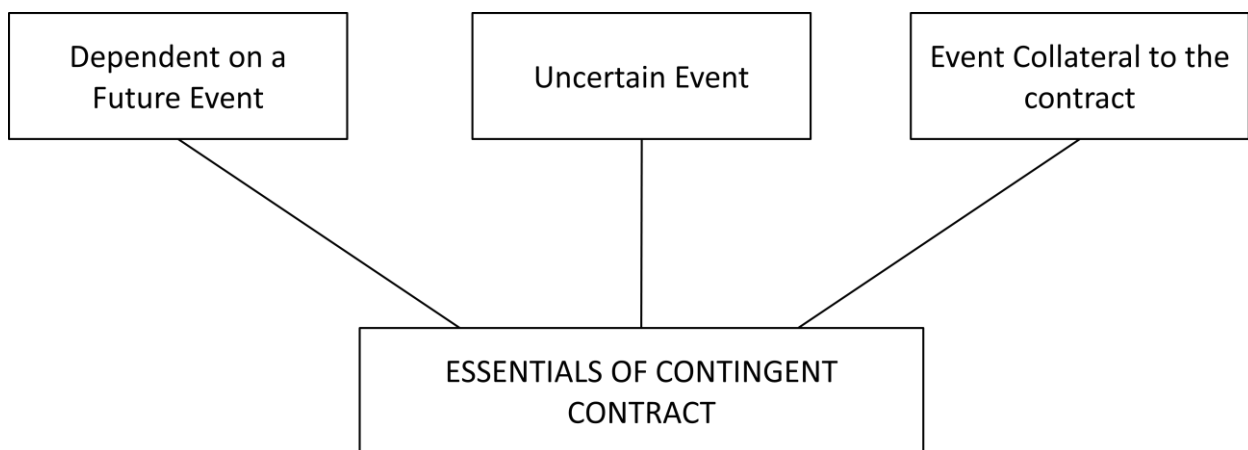 Dependent on a
Future Event
Uncertain Event
Event Collateral to the
contract
ESSENTIALS OF CONTINGENT
CONTRACT